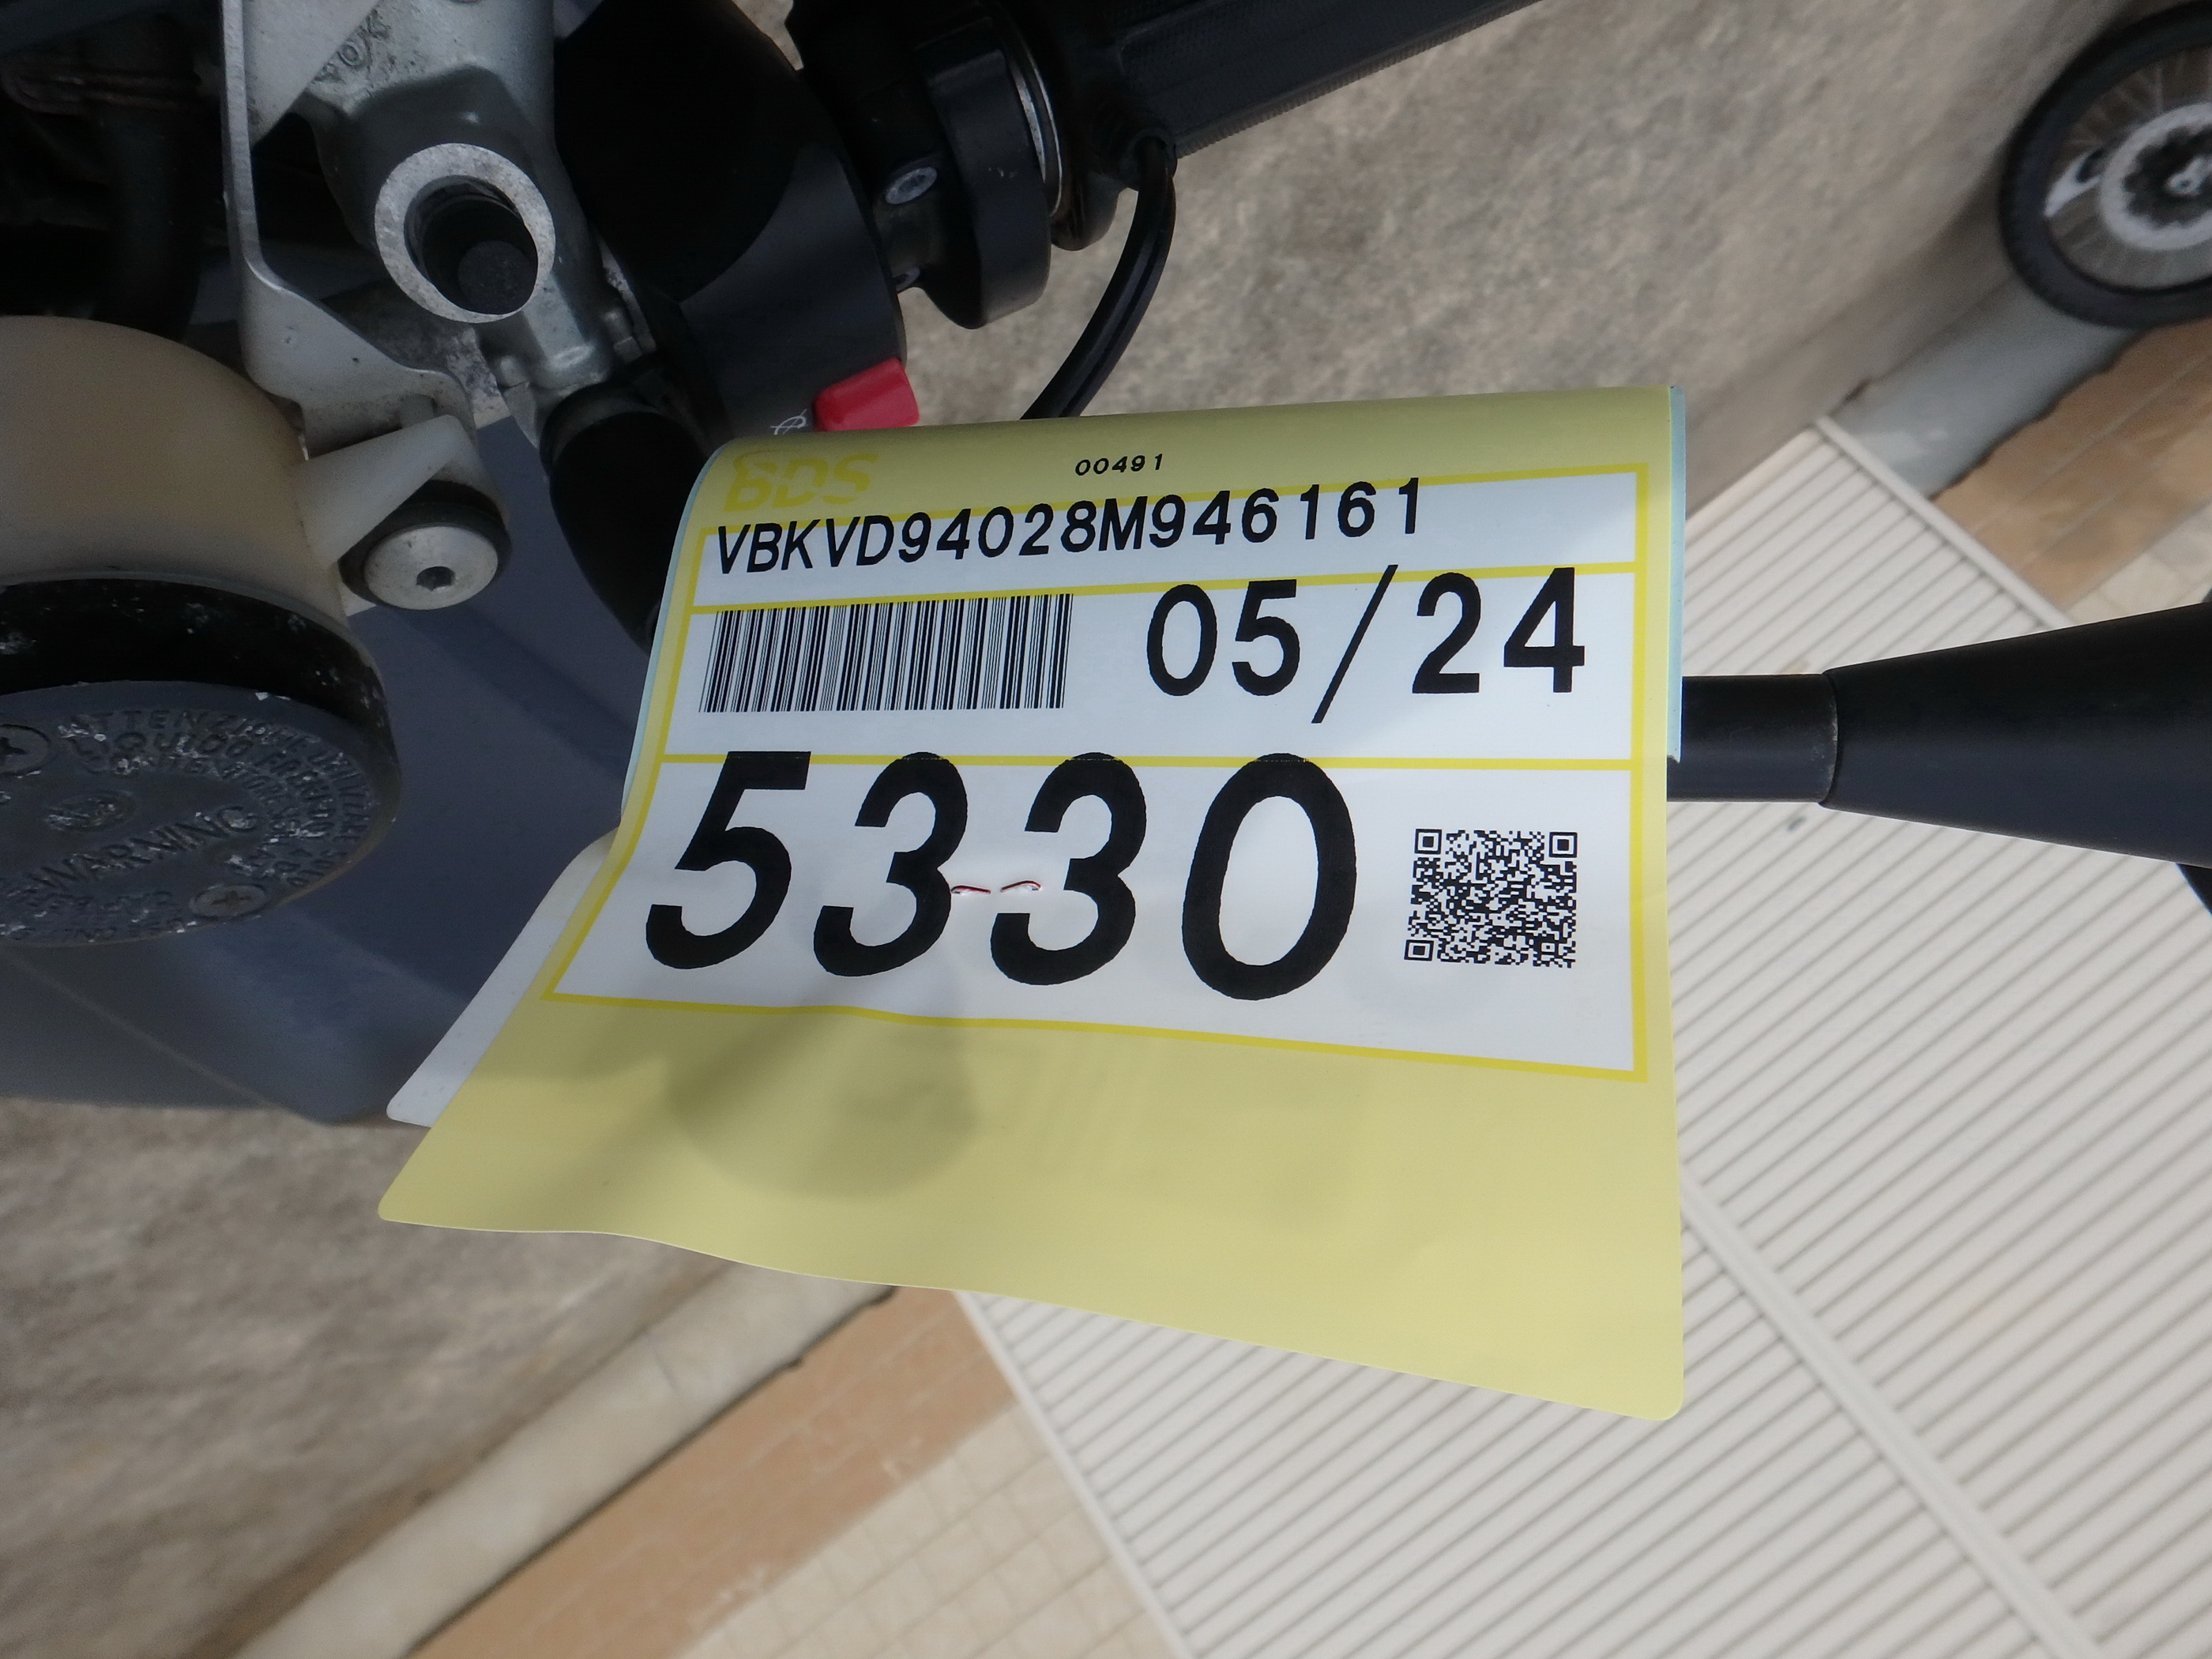 BDS
00491
VBKVD94028M946161
05/24
5330
WARNING